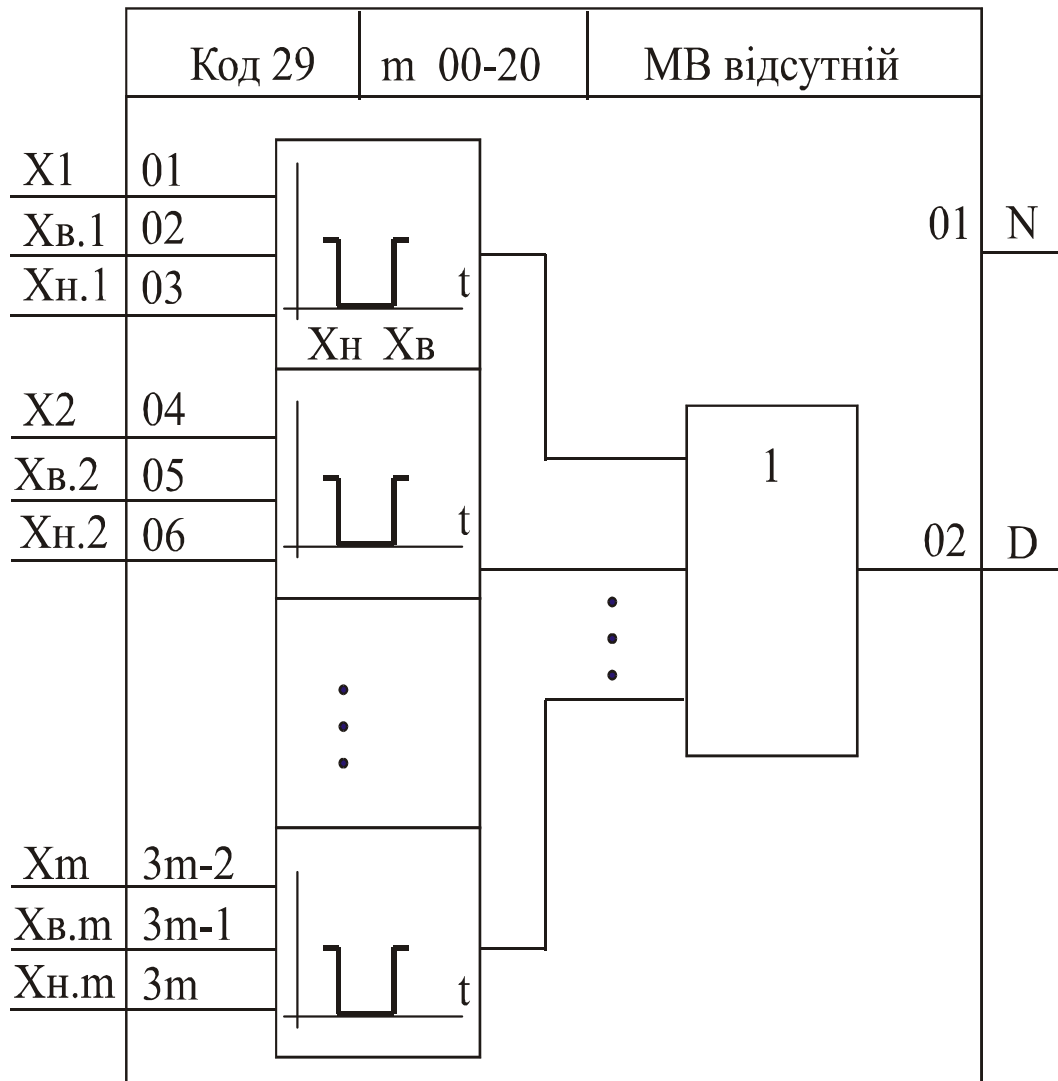 Код 29 m 00-20 МВ відсутній
X1 01
Xв.1 02
Xн.1 03
t
Xн Xв
01 N
X2 04
Xв.2 05
Xн.2 06
t
1
02 D
Xm 3m-2
Xв.m 3m-1
Xн.m 3m
t